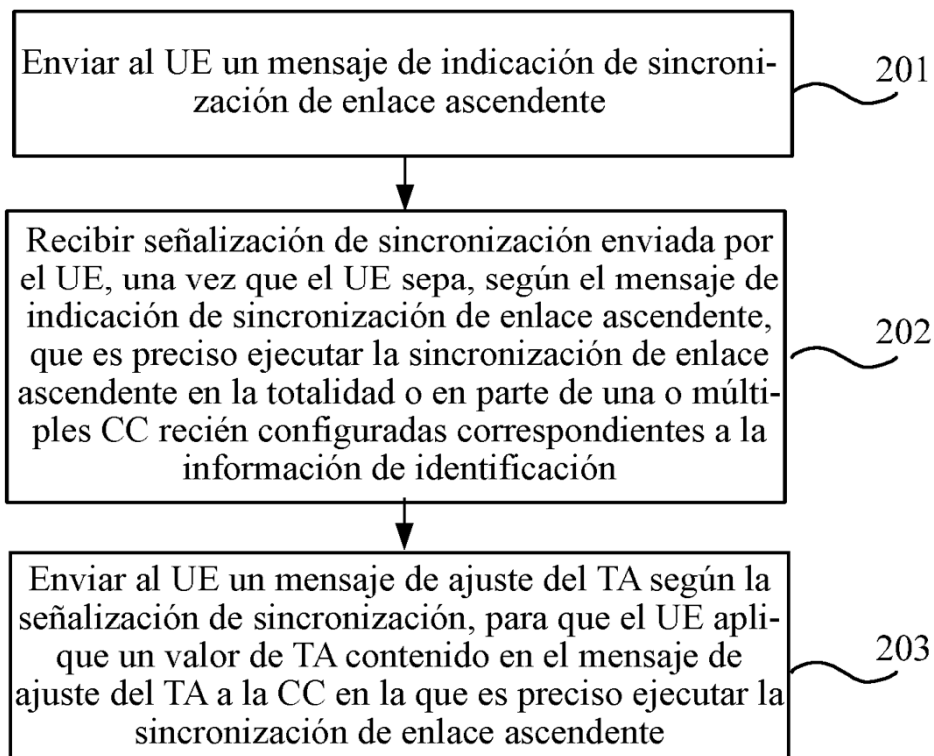 Enviar al UE un mensaje de indicación de sincroni-
zación de enlace ascendente
201
Recibir señalización de sincronización enviada por
el UE, una vez que el UE sepa, según el mensaje de
indicación de sincronización de enlace ascendente,
que es preciso ejecutar la sincronización de enlace
ascendente en la totalidad o en parte de una o múlti-
ples CC recién configuradas correspondientes a la
información de identificación
202
Enviar al UE un mensaje de ajuste del TA según la
señalización de sincronización, para que el UE apli-
que un valor de TA contenido en el mensaje de
ajuste del TA a la CC en la que es preciso ejecutar la
sincronización de enlace ascendente
203